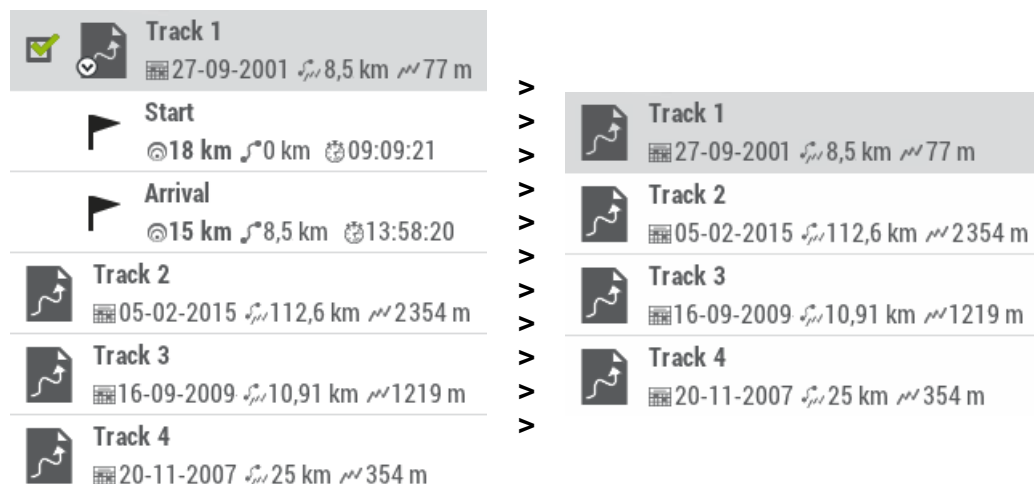 Track 1
27-09-2001 8,5 km 77 m
Start
18 km 0 km 09:09:21
Arrival
15 km 8,5 km 13:58:20
Track 2
05-02-2015 112,6 km 2354 m
Track 3
16-09-2009 10,91 km 1219 m
Track 4
20-11-2007 25 km 354 m
>
>
>
>
>
>
>
>
>
>
>
Track 1
27-09-2001 8,5 km 77 m
Track 2
05-02-2015 112,6 km 2354 m
Track 3
16-09-2009 10,91 km 1219 m
Track 4
20-11-2007 25 km 354 m